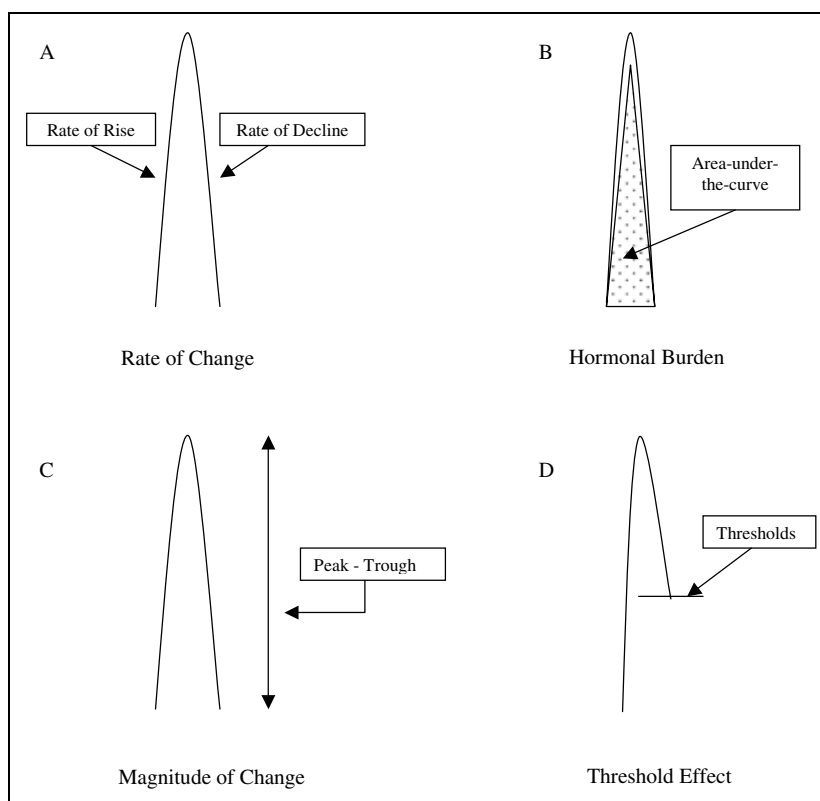 A
Rate of Rise
Rate of Decline
Rate of Change
B
Area-under-
the-curve
Hormonal Burden
C
Peak - Trough
Magnitude of Change
D
Thresholds
Threshold Effect